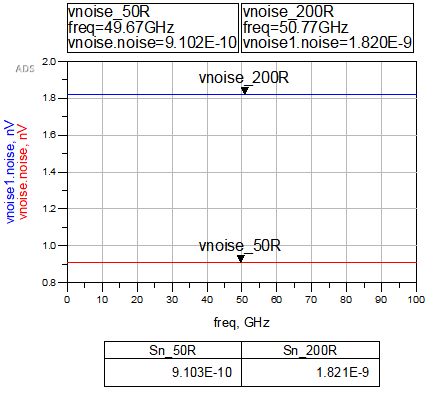 vnoise_50R
freq=49.67GHz
vnoise.noise=9.102E-10
vnoise_200R
freq=50.77GHz
vnoise1.noise=1.820E-9
ADS
2.0
1.8
1.6
1.4
1.2
1.0
0.8
vnoise1.noise, nV
vnoise.noise, nV
vnoise_200R
vnoise_50R
0 10 20 30 40 50 60 70 80 90 100
freq, GHz
Sn_50R Sn_200R
9.103E-10 1.821E-9